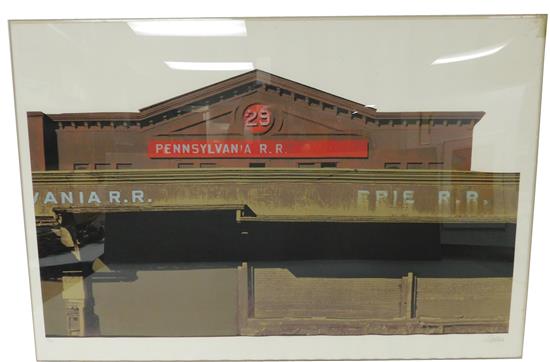 29
PENNSYLVANIA R.R.
VANIA R.R. ERIE R.R.